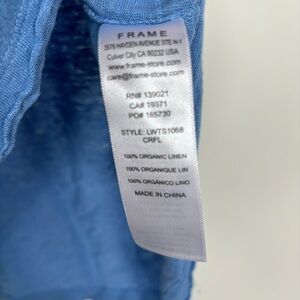 FRAME
3578 HAYDEN AVENUE STE N-1
Culver City CA 90232 USA
www.frame-store.com
care@frame-store.com
RN# 139021
CA# 19371
PO# 165730
STYLE: LWTS1068
CRFL
100% ORGANIC LINEN
100% ORGANIQUE LIN
100% ORGÁNICO LINO
MADE IN CHINA